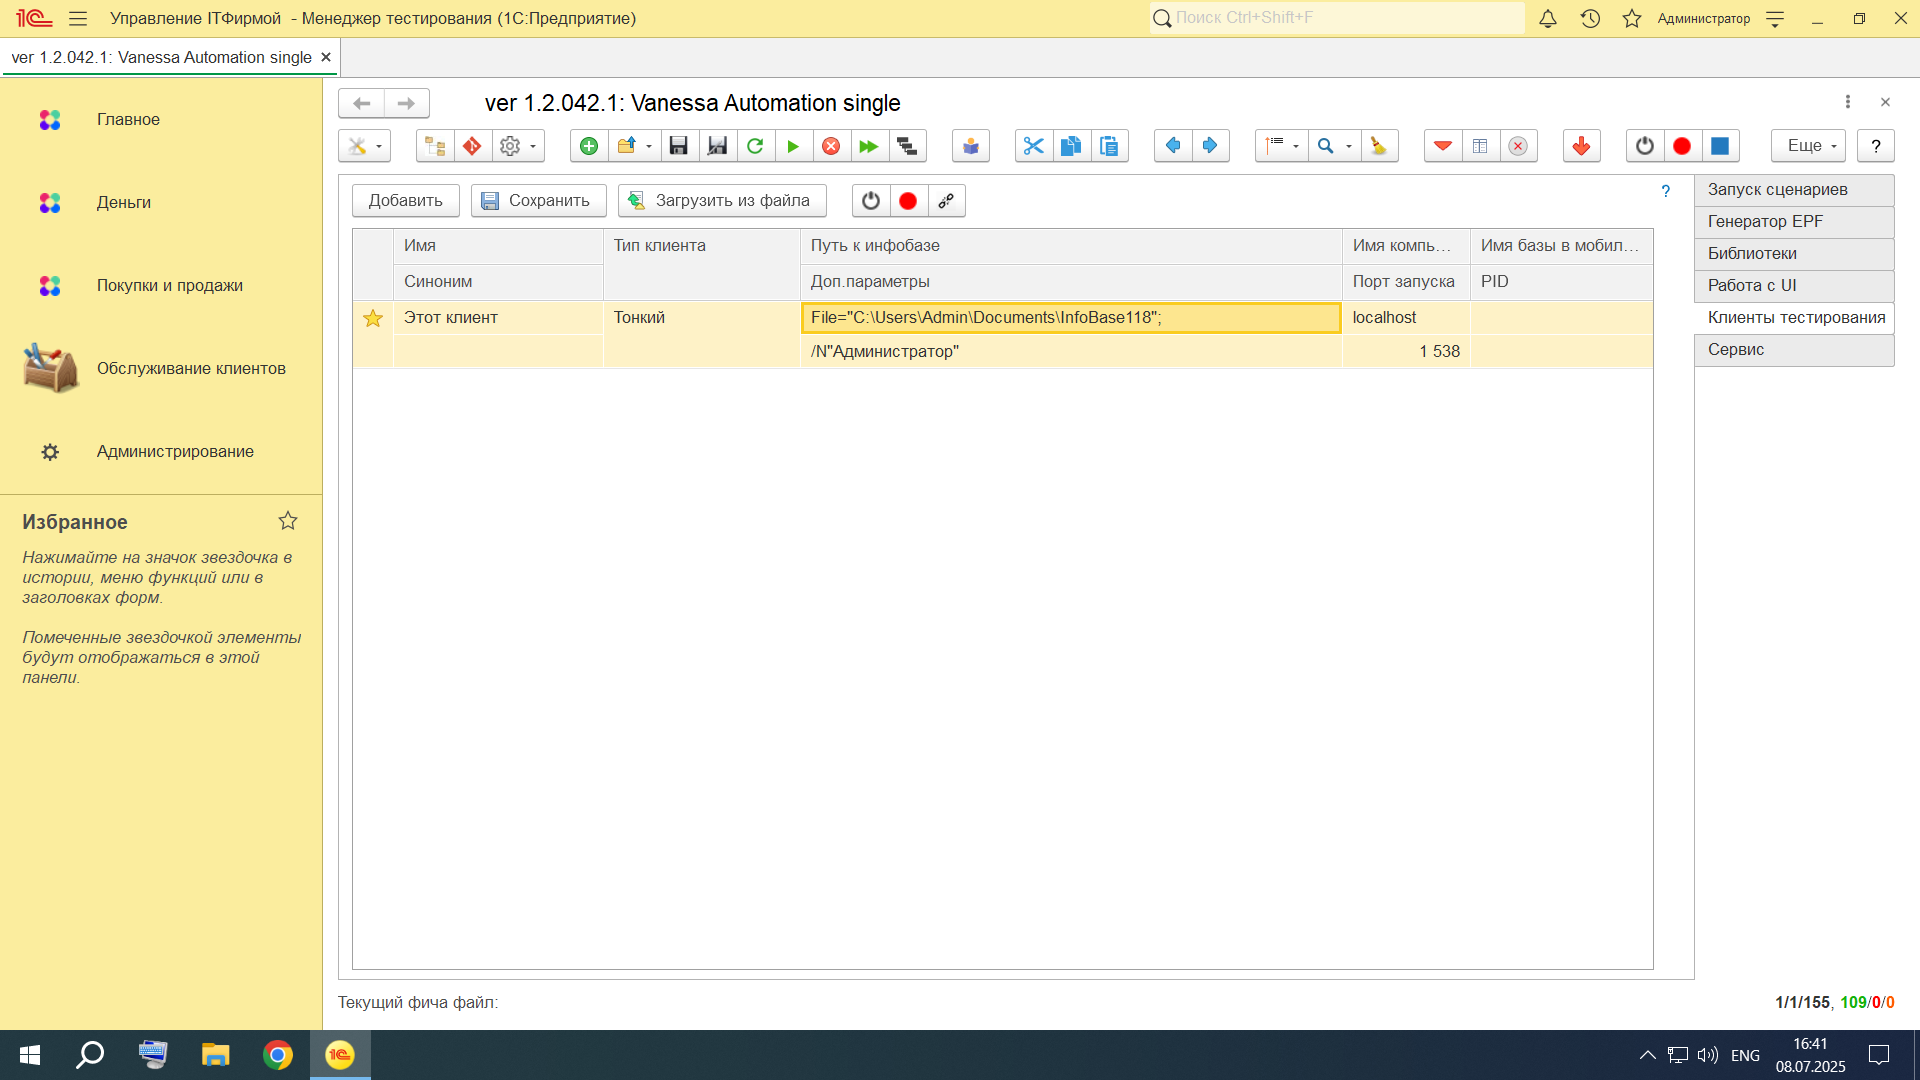 Управление ITФирмой - Менеджер тестирования (1С:Предприятие)
Поиск Ctrl+Shift+F
Администратор
ver 1.2.042.1: Vanessa Automation single
Главное
Деньги
Покупки и продажи
Обслуживание клиентов
Администрирование
Избранное
Нажимайте на значок звездочка в
истории, меню функций или в
заголовках форм.
Помеченные звездочкой элементы
будут отображаться в этой
панели.
ver 1.2.042.1: Vanessa Automation single
Еще
?
Добавить
Сохранить
Загрузить из файла
?
Имя
Тип клиента
Путь к инфобазе
Имя компь...
Имя базы в мобил...
Синоним
Доп.параметры
Порт запуска
PID
Этот клиент
Тонкий
File="C:\Users\Admin\Documents\InfoBase118";
localhost
/N"Администратор"
1 538
Запуск сценариев
Генератор EPF
Библиотеки
Работа с UI
Клиенты тестирования
Сервис
Текущий фича файл:
1/1/155, 109/0/0
ENG
16:41
08.07.2025